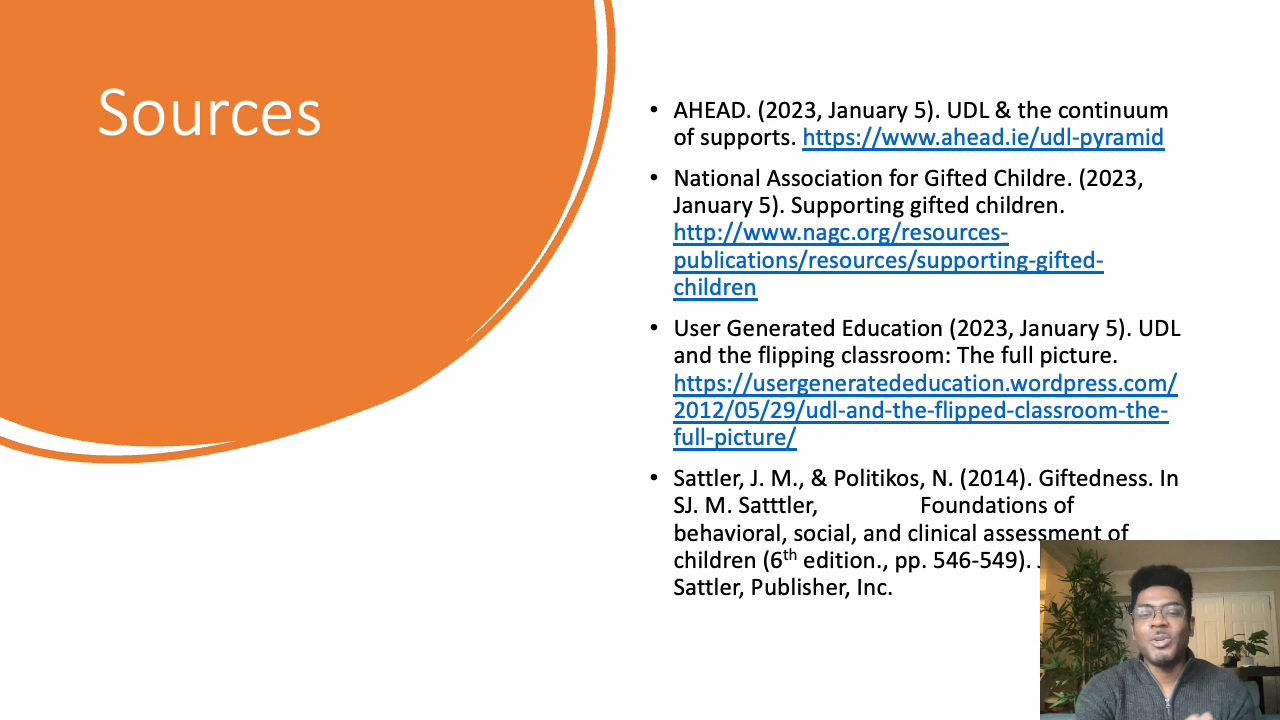 Sources
• AHEAD. (2023, January 5). UDL & the continuum
of supports. https://www.ahead.ie/udl-pyramid
• National Association for Gifted Childre. (2023,
January 5). Supporting gifted children.
http://www.nagc.org/resources-
publications/resources/supporting-gifted-
children
• User Generated Education (2023, January 5). UDL
and the flipping classroom: The full picture.
https://usergeneratededucation.wordpress.com/
2012/05/29/udl-and-the-flipped-classroom-the-
full-picture/
• Sattler, J. M., & Politikos, N. (2014). Giftedness. In
SJ. M. Satttler, Foundations of
behavioral, social, and clinical assessment of
children (6th edition., pp. 546-549).
Sattler, Publisher, Inc.